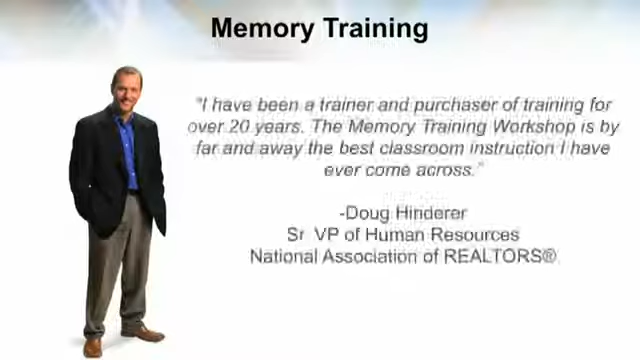 Memory Training
"I have been a trainer and purchaser of training for
over 20 years. The Memory Training Workshop is by
far and away the best classroom instruction I have
ever come across."
-Doug Hinderer
Sr VP of Human Resources
National Association of REALTORS®